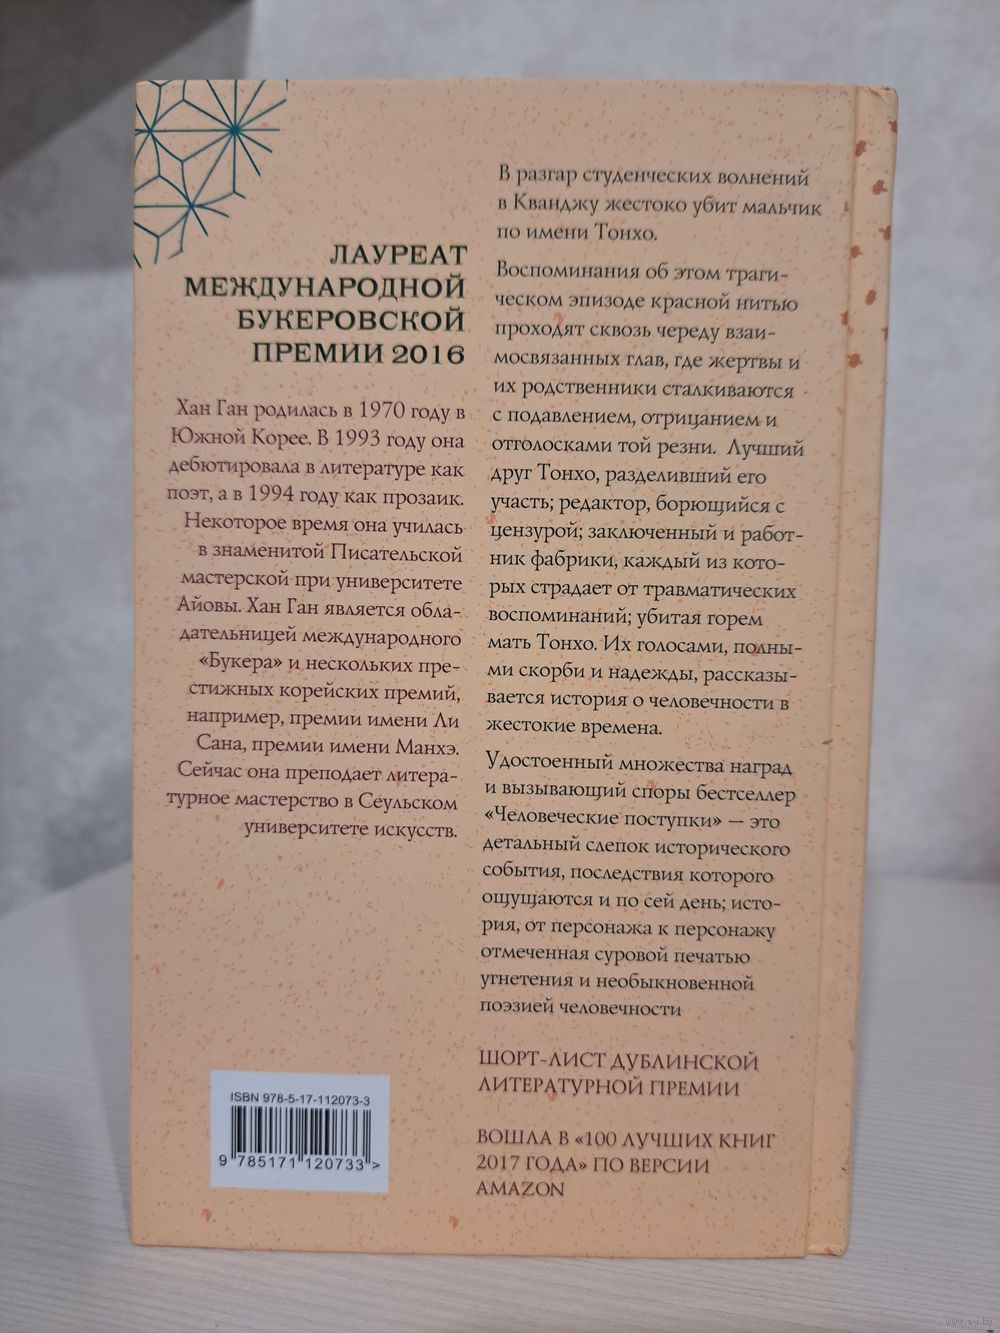 ЛАУРЕАТ
МЕЖДУНАРОДНОЙ
БУКЕРОВСКОЙ
ПРЕМИИ 2016
Хан Ган родилась в 1970 году в
Южной Корее. В 1993 году она
дебютировала в литературе как
поэт, а в 1994 году как прозаик.
Некоторое время она училась
в знаменитой Писательской
мастерской при университете
Айовы. Хан Ган является обла-
дательницей международного
«Букера» и нескольких пре-
стижных корейских премий,
например, премии имени Ли
Сана, премии имени Манхэ.
Сейчас она преподает литера-
турное мастерство в Сеульском
университете искусств.
В разгар студенческих волнений
в Кванджу жестоко убит мальчик
по имени Тонхо.
Воспоминания об этом траги-
ческом эпизоде красной нитью
проходят сквозь череду взаи-
мосвязанных глав, где жертвы и
их родственники сталкиваются
с подавлением, отрицанием и
отголосками той резни. Лучший
друг Тонхо, разделивший его
участь; редактор, борющийся с
цензурой; заключенный и работ-
ник фабрики, каждый из кото-
рых страдает от травматических
воспоминаний; убитая горем
мать Тонхо. Их голосами, полны-
ми скорби и надежды, рассказы-
вается история о человечности в
жестокие времена.
Удостоенный множества наград
и вызывающий споры бестселлер
«Человеческие поступки» — это
детальный слепок исторического
события, последствия которого
ощущаются и по сей день; исто-
рия, от персонажа к персонажу
отмеченная суровой печатью
угнетения и необыкновенной
поэзией человечности
ШОРТ-ЛИСТ ДУБЛИНСКОЙ
ЛИТЕРАТУРНОЙ ПРЕМИИ
ВОШЛА В «100 ЛУЧШИХ КНИГ
2017 ГОДА» ПО ВЕРСИИ
AMAZON
ISBN 978-5-17-112073-3
9 785171 120733 >
www.ay.by